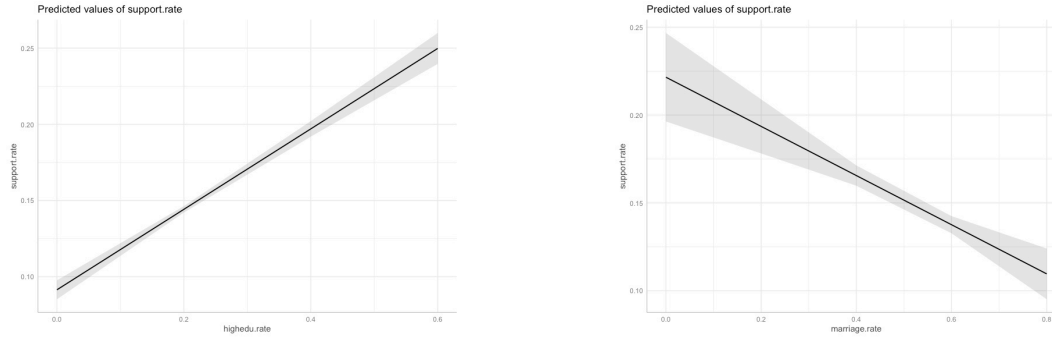 Predicted values of support.rate
support.rate
0.25
0.20
0.15
0.10
0.0 0.2 0.4 0.6
highedu.rate
Predicted values of support.rate
support.rate
0.25
0.20
0.15
0.10
0.0 0.2 0.4 0.6 0.8
marriage.rate